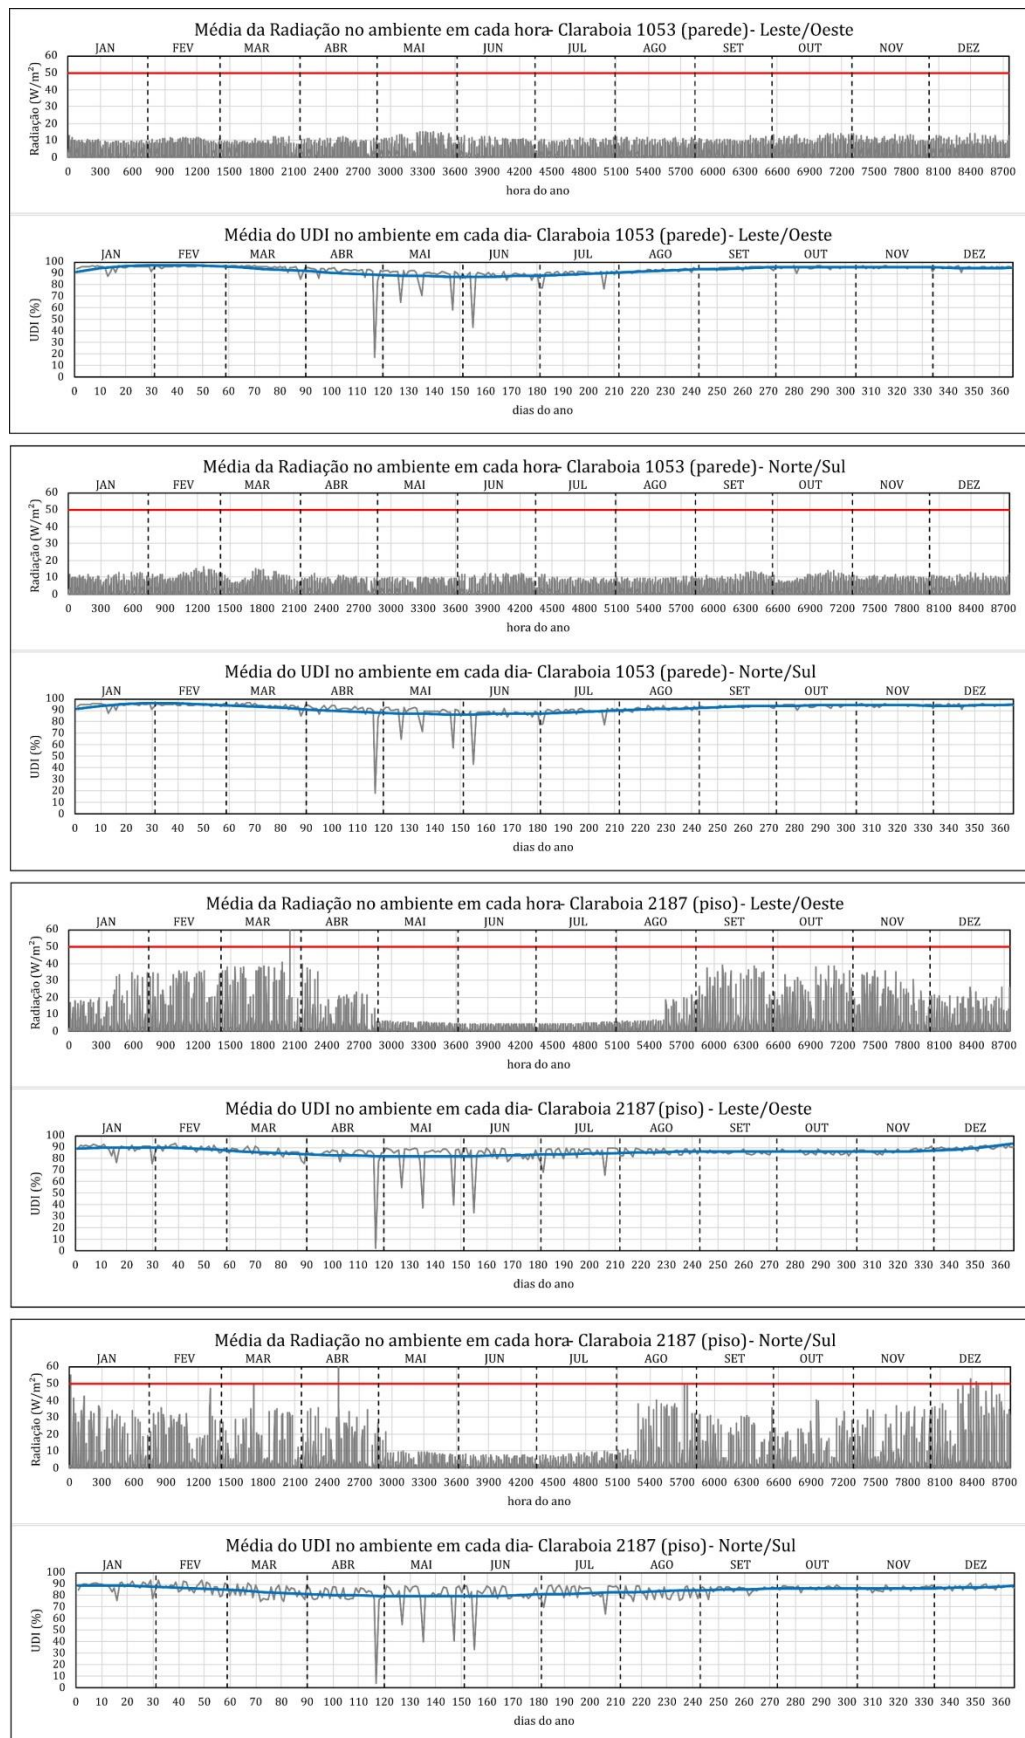 Média da Radiação no ambiente em cada hora- Claraboia 1053 (parede)- Leste/Oeste
JAN FEV MAR ABR MAI JUN JUL AGO SET OUT NOV DEZ
Radiação (W/m²)
60
50
40
30
20
10
0
0 300 600 900 1200 1500 1800 2100 2400 2700 3000 3300 3600 3900 4200 4500 4800 5100 5400 5700 6000 6300 6600 6900 7200 7500 7800 8100 8400 8700
hora do ano
Média do UDI no ambiente em cada dia- Claraboia 1053 (parede)- Leste/Oeste
JAN FEV MAR ABR MAI JUN JUL AGO SET OUT NOV DEZ
UDI (%)
100
90
80
70
60
50
40
30
20
10
0
0 10 20 30 40 50 60 70 80 90 100 110 120 130 140 150 160 170 180 190 200 210 220 230 240 250 260 270 280 290 300 310 320 330 340 350 360
dias do ano
Média da Radiação no ambiente em cada hora- Claraboia 1053 (parede)- Norte/Sul
JAN FEV MAR ABR MAI JUN JUL AGO SET OUT NOV DEZ
Radiação (W/m²)
60
50
40
30
20
10
0
0 300 600 900 1200 1500 1800 2100 2400 2700 3000 3300 3600 3900 4200 4500 4800 5100 5400 5700 6000 6300 6600 6900 7200 7500 7800 8100 8400 8700
hora do ano
Média do UDI no ambiente em cada dia- Claraboia 1053 (parede)- Norte/Sul
JAN FEV MAR ABR MAI JUN JUL AGO SET OUT NOV DEZ
UDI (%)
100
90
80
70
60
50
40
30
20
10
0
0 10 20 30 40 50 60 70 80 90 100 110 120 130 140 150 160 170 180 190 200 210 220 230 240 250 260 270 280 290 300 310 320 330 340 350 360
dias do ano
Média da Radiação no ambiente em cada hora- Claraboia 2187 (piso)- Leste/Oeste
JAN FEV MAR ABR MAI JUN JUL AGO SET OUT NOV DEZ
Radiação (W/m²)
60
50
40
30
20
10
0
0 300 600 900 1200 1500 1800 2100 2400 2700 3000 3300 3600 3900 4200 4500 4800 5100 5400 5700 6000 6300 6600 6900 7200 7500 7800 8100 8400 8700
hora do ano
Média do UDI no ambiente em cada dia- Claraboia 2187 (piso) - Leste/Oeste
JAN FEV MAR ABR MAI JUN JUL AGO SET OUT NOV DEZ
UDI (%)
100
90
80
70
60
50
40
30
20
10
0
0 10 20 30 40 50 60 70 80 90 100 110 120 130 140 150 160 170 180 190 200 210 220 230 240 250 260 270 280 290 300 310 320 330 340 350 360
dias do ano
Média da Radiação no ambiente em cada hora- Claraboia 2187 (piso)- Norte/Sul
JAN FEV MAR ABR MAI JUN JUL AGO SET OUT NOV DEZ
Radiação (W/m²)
60
50
40
30
20
10
0
0 300 600 900 1200 1500 1800 2100 2400 2700 3000 3300 3600 3900 4200 4500 4800 5100 5400 5700 6000 6300 6600 6900 7200 7500 7800 8100 8400 8700
hora do ano
Média do UDI no ambiente em cada dia- Claraboia 2187 (piso)- Norte/Sul
JAN FEV MAR ABR MAI JUN JUL AGO SET OUT NOV DEZ
UDI (%)
100
90
80
70
60
50
40
30
20
10
0
0 10 20 30 40 50 60 70 80 90 100 110 120 130 140 150 160 170 180 190 200 210 220 230 240 250 260 270 280 290 300 310 320 330 340 350 360
dias do ano